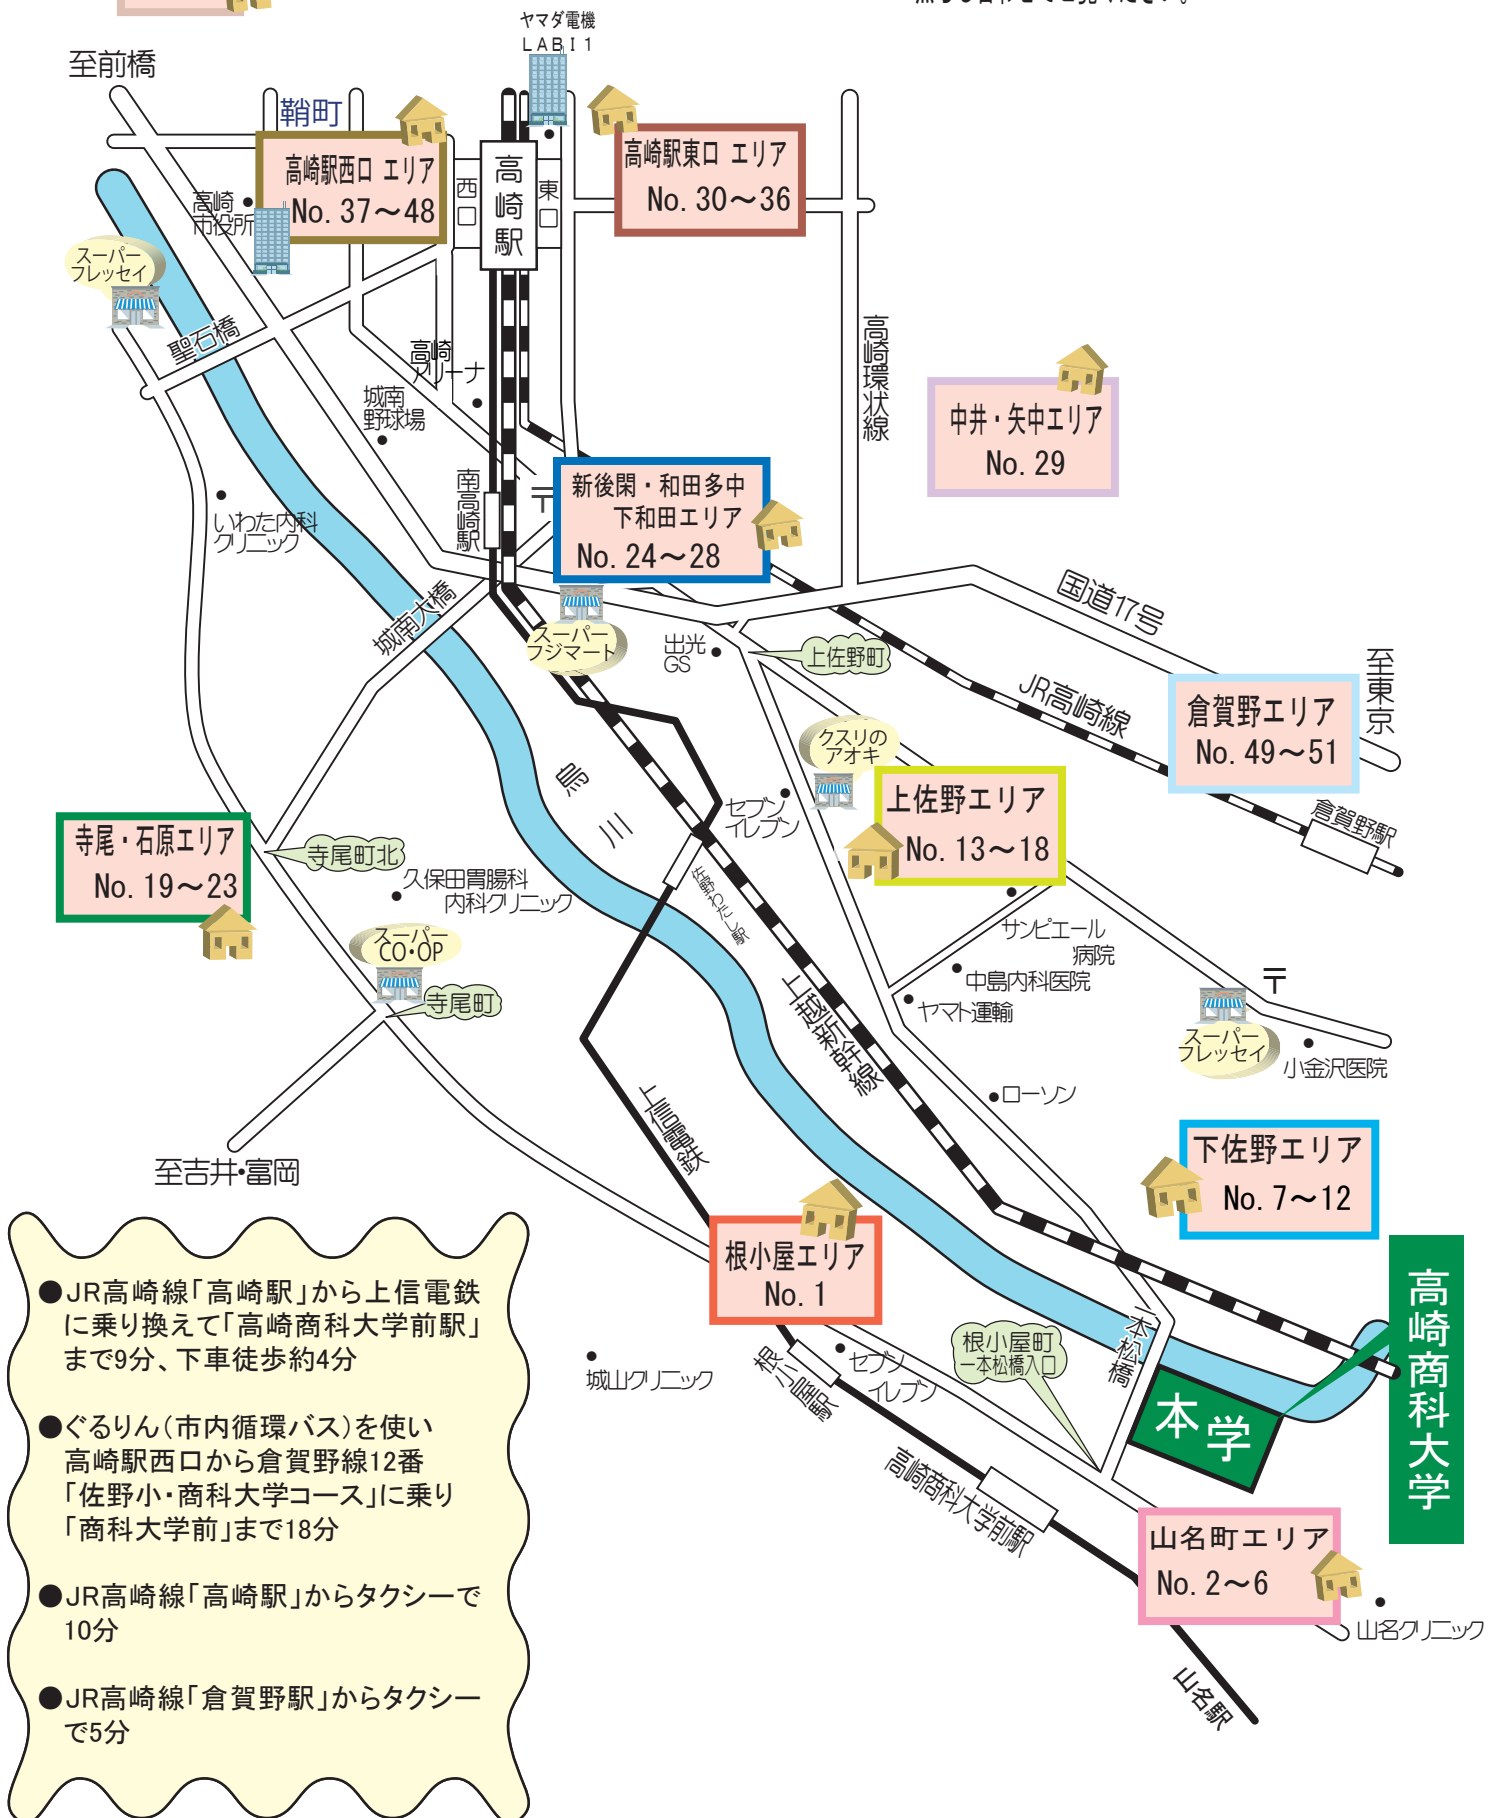 ヤマダ電機
LABI1
至前橋
鞘町
高崎駅西口 エリア
No. 37～48
高崎駅東口 エリア
No. 30～36
西口
高崎駅
東口
高崎
市役所
スーパー
フレッセイ
聖石橋
高崎
アリーナ
城南
野球場
高崎環状線
中井・矢中エリア
No. 29
南高崎駅
〒
新後閑・和田多中
下和田エリア
No. 24～28
いわた内科
クリニック
城南大橋
国道17号
スーパー
フジマート
出光
GS
上佐野町
至東京
JR高崎線
倉賀野エリア
No. 49～51
クスリの
アオキ
烏川
セブン
イレブン
上佐野エリア
No. 13～18
倉賀野駅
寺尾・石原エリア
No. 19～23
寺尾町北
久保田胃腸科
内科クリニック
佐野わたし駅
サンピエール
病院
スーパー
CO・OP
中島内科医院
寺尾町
ヤマト運輸
上越新幹線
〒
スーパー
フレッセイ
小金沢医院
ローソン
上信電鉄
至吉井・富岡
下佐野エリア
No. 7～12
根小屋エリア
No. 1
高崎商科大学
一本松橋
根小屋町
一本松橋入口
城山クリニック
根小屋駅
セブン
イレブン
本学
高崎商科大学前駅
山名町エリア
No. 2～6
山名クリニック
山名駅
●JR高崎線「高崎駅」から上信電鉄
に乗り換えて「高崎商科大学前駅」
まで9分、下車徒歩約4分
●ぐるりん（市内循環バス）を使い
高崎駅西口から倉賀野線12番
「佐野小・商科大学コース」に乗り
「商科大学前」まで18分
●JR高崎線「高崎駅」からタクシーで
10分
●JR高崎線「倉賀野駅」からタクシー
で5分